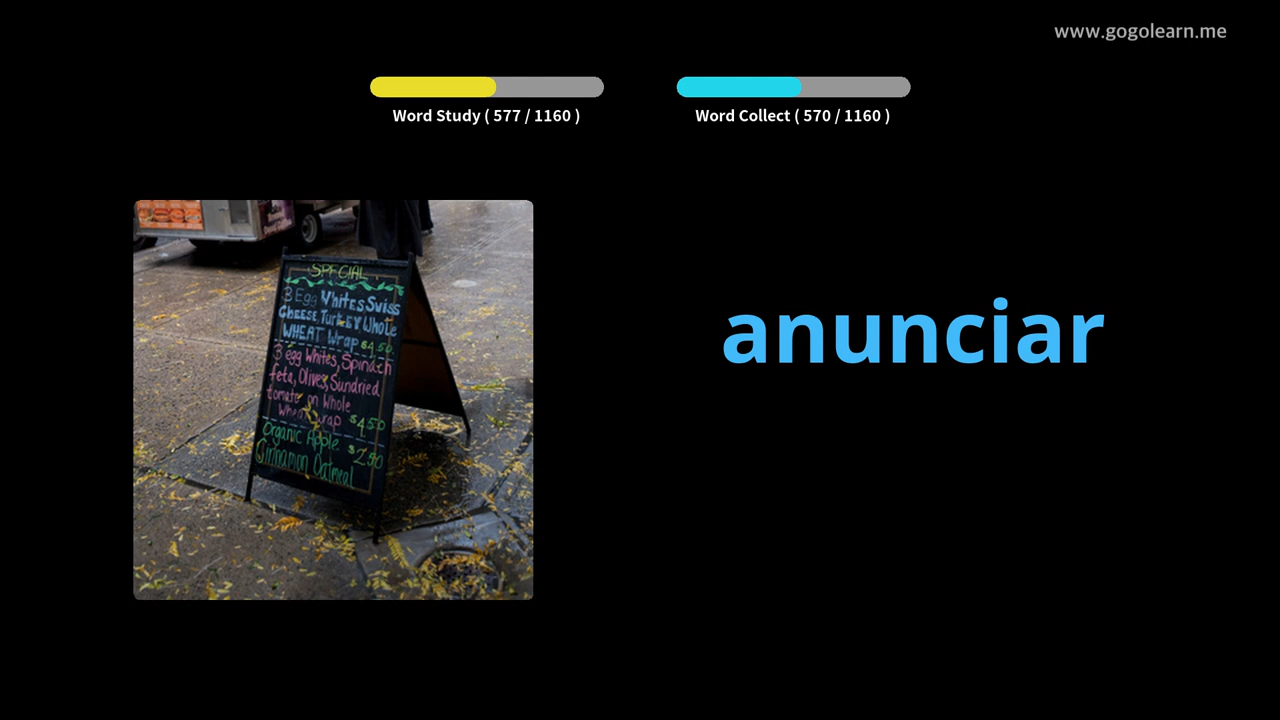 www.gogolearn.me
Word Study ( 577 / 1160 )
Word Collect ( 570 / 1160 )
SPECIAL
3 Egg Whites, Swiss
Cheese, Turkey Whole
WHEAT Wrap $4.50
3 egg Whites, Spinach
feta, Olives, Sundried
tomato on Whole
Wheat Wrap $4.50
Organic Apple
Cinnamon Oatmeal $2.50
anunciar